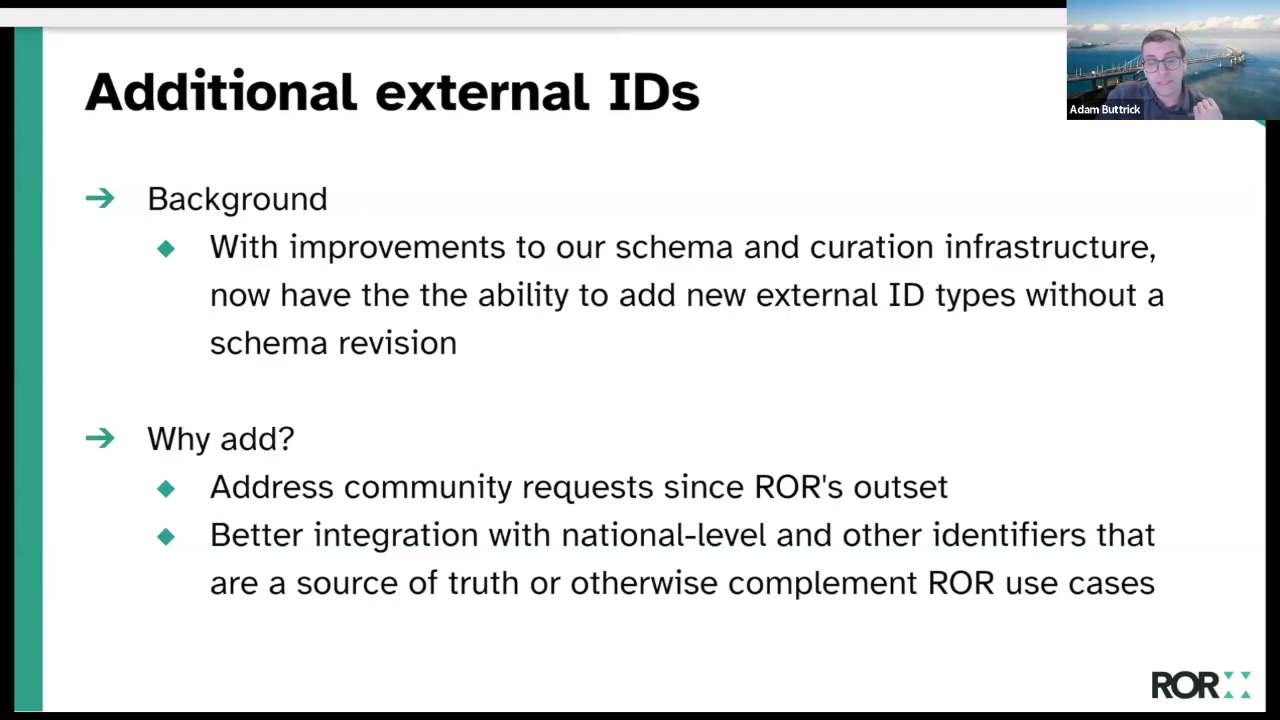 Additional external IDs
Adam Buttrick
➔ Background
◆ With improvements to our schema and curation infrastructure,
now have the the ability to add new external ID types without a
schema revision
➔ Why add?
◆ Address community requests since ROR's outset
◆ Better integration with national-level and other identifiers that
are a source of truth or otherwise complement ROR use cases
ROR